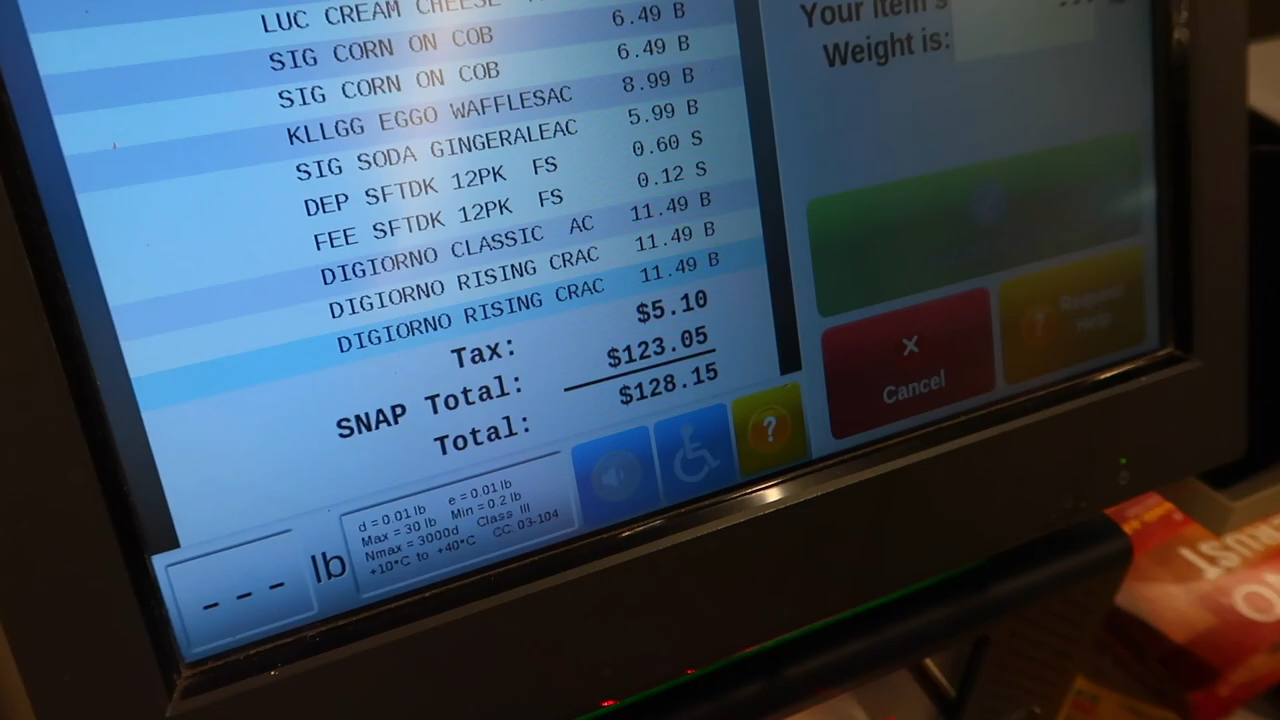 LUC CREAM CHEESE
SIG CORN ON COB 6.49 B
SIG CORN ON COB 6.49 B
KLLGG EGGO WAFFLESAC 8.99 B
SIG SODA GINGERALEAC 5.99 B
DEP SFTDK 12PK FS 0.60 S
FEE SFTDK 12PK FS 0.12 S
DIGIORNO CLASSIC AC 11.49 B
DIGIORNO RISING CRAC 11.49 B
DIGIORNO RISING CRAC 11.49 B
Tax: $5.10
SNAP Total: $123.05
Total: $128.15
--- lb
d = 0.01 lb e = 0.01 lb
Max = 30 lb Min = 0.2 lb
Nmax = 3000d Class III
+10°C to +40°C CC: 03-104
?
Your item's
Weight is:
Cancel
Request
Help